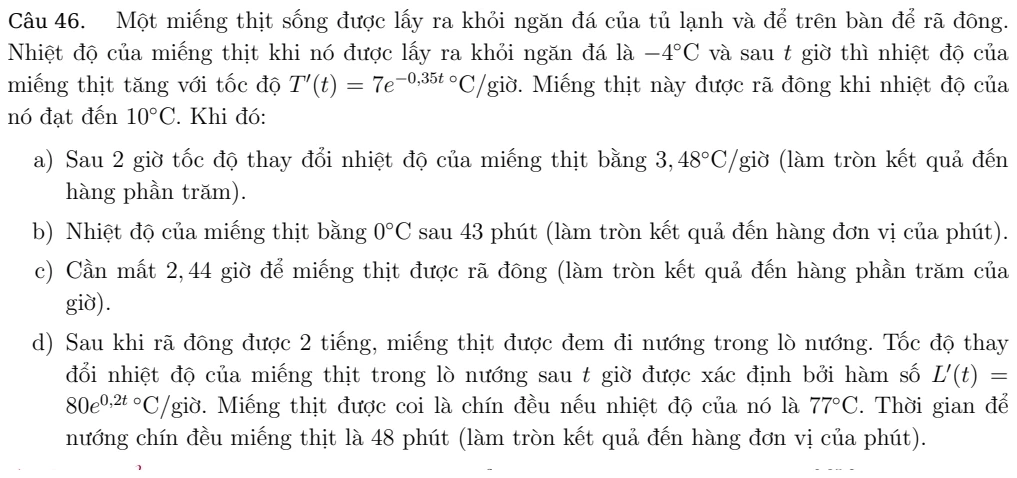 Câu 46. Một miếng thịt sống được lấy ra khỏi ngăn đá của tủ lạnh và để trên bàn để rã đông.
Nhiệt độ của miếng thịt khi nó được lấy ra khỏi ngăn đá là −4°C và sau t giờ thì nhiệt độ của
miếng thịt tăng với tốc độ T′(t) = 7e^{−0,35t} °C/giờ. Miếng thịt này được rã đông khi nhiệt độ của
nó đạt đến 10°C. Khi đó:
a) Sau 2 giờ tốc độ thay đổi nhiệt độ của miếng thịt bằng 3, 48°C/giờ (làm tròn kết quả đến
hàng phần trăm).
b) Nhiệt độ của miếng thịt bằng 0°C sau 43 phút (làm tròn kết quả đến hàng đơn vị của phút).
c) Cần mất 2, 44 giờ để miếng thịt được rã đông (làm tròn kết quả đến hàng phần trăm của
giờ).
d) Sau khi rã đông được 2 tiếng, miếng thịt được đem đi nướng trong lò nướng. Tốc độ thay
đổi nhiệt độ của miếng thịt trong lò nướng sau t giờ được xác định bởi hàm số L′(t) =
80e^{0,2t} °C/giờ. Miếng thịt được coi là chín đều nếu nhiệt độ của nó là 77°C. Thời gian để
nướng chín đều miếng thịt là 48 phút (làm tròn kết quả đến hàng đơn vị của phút).